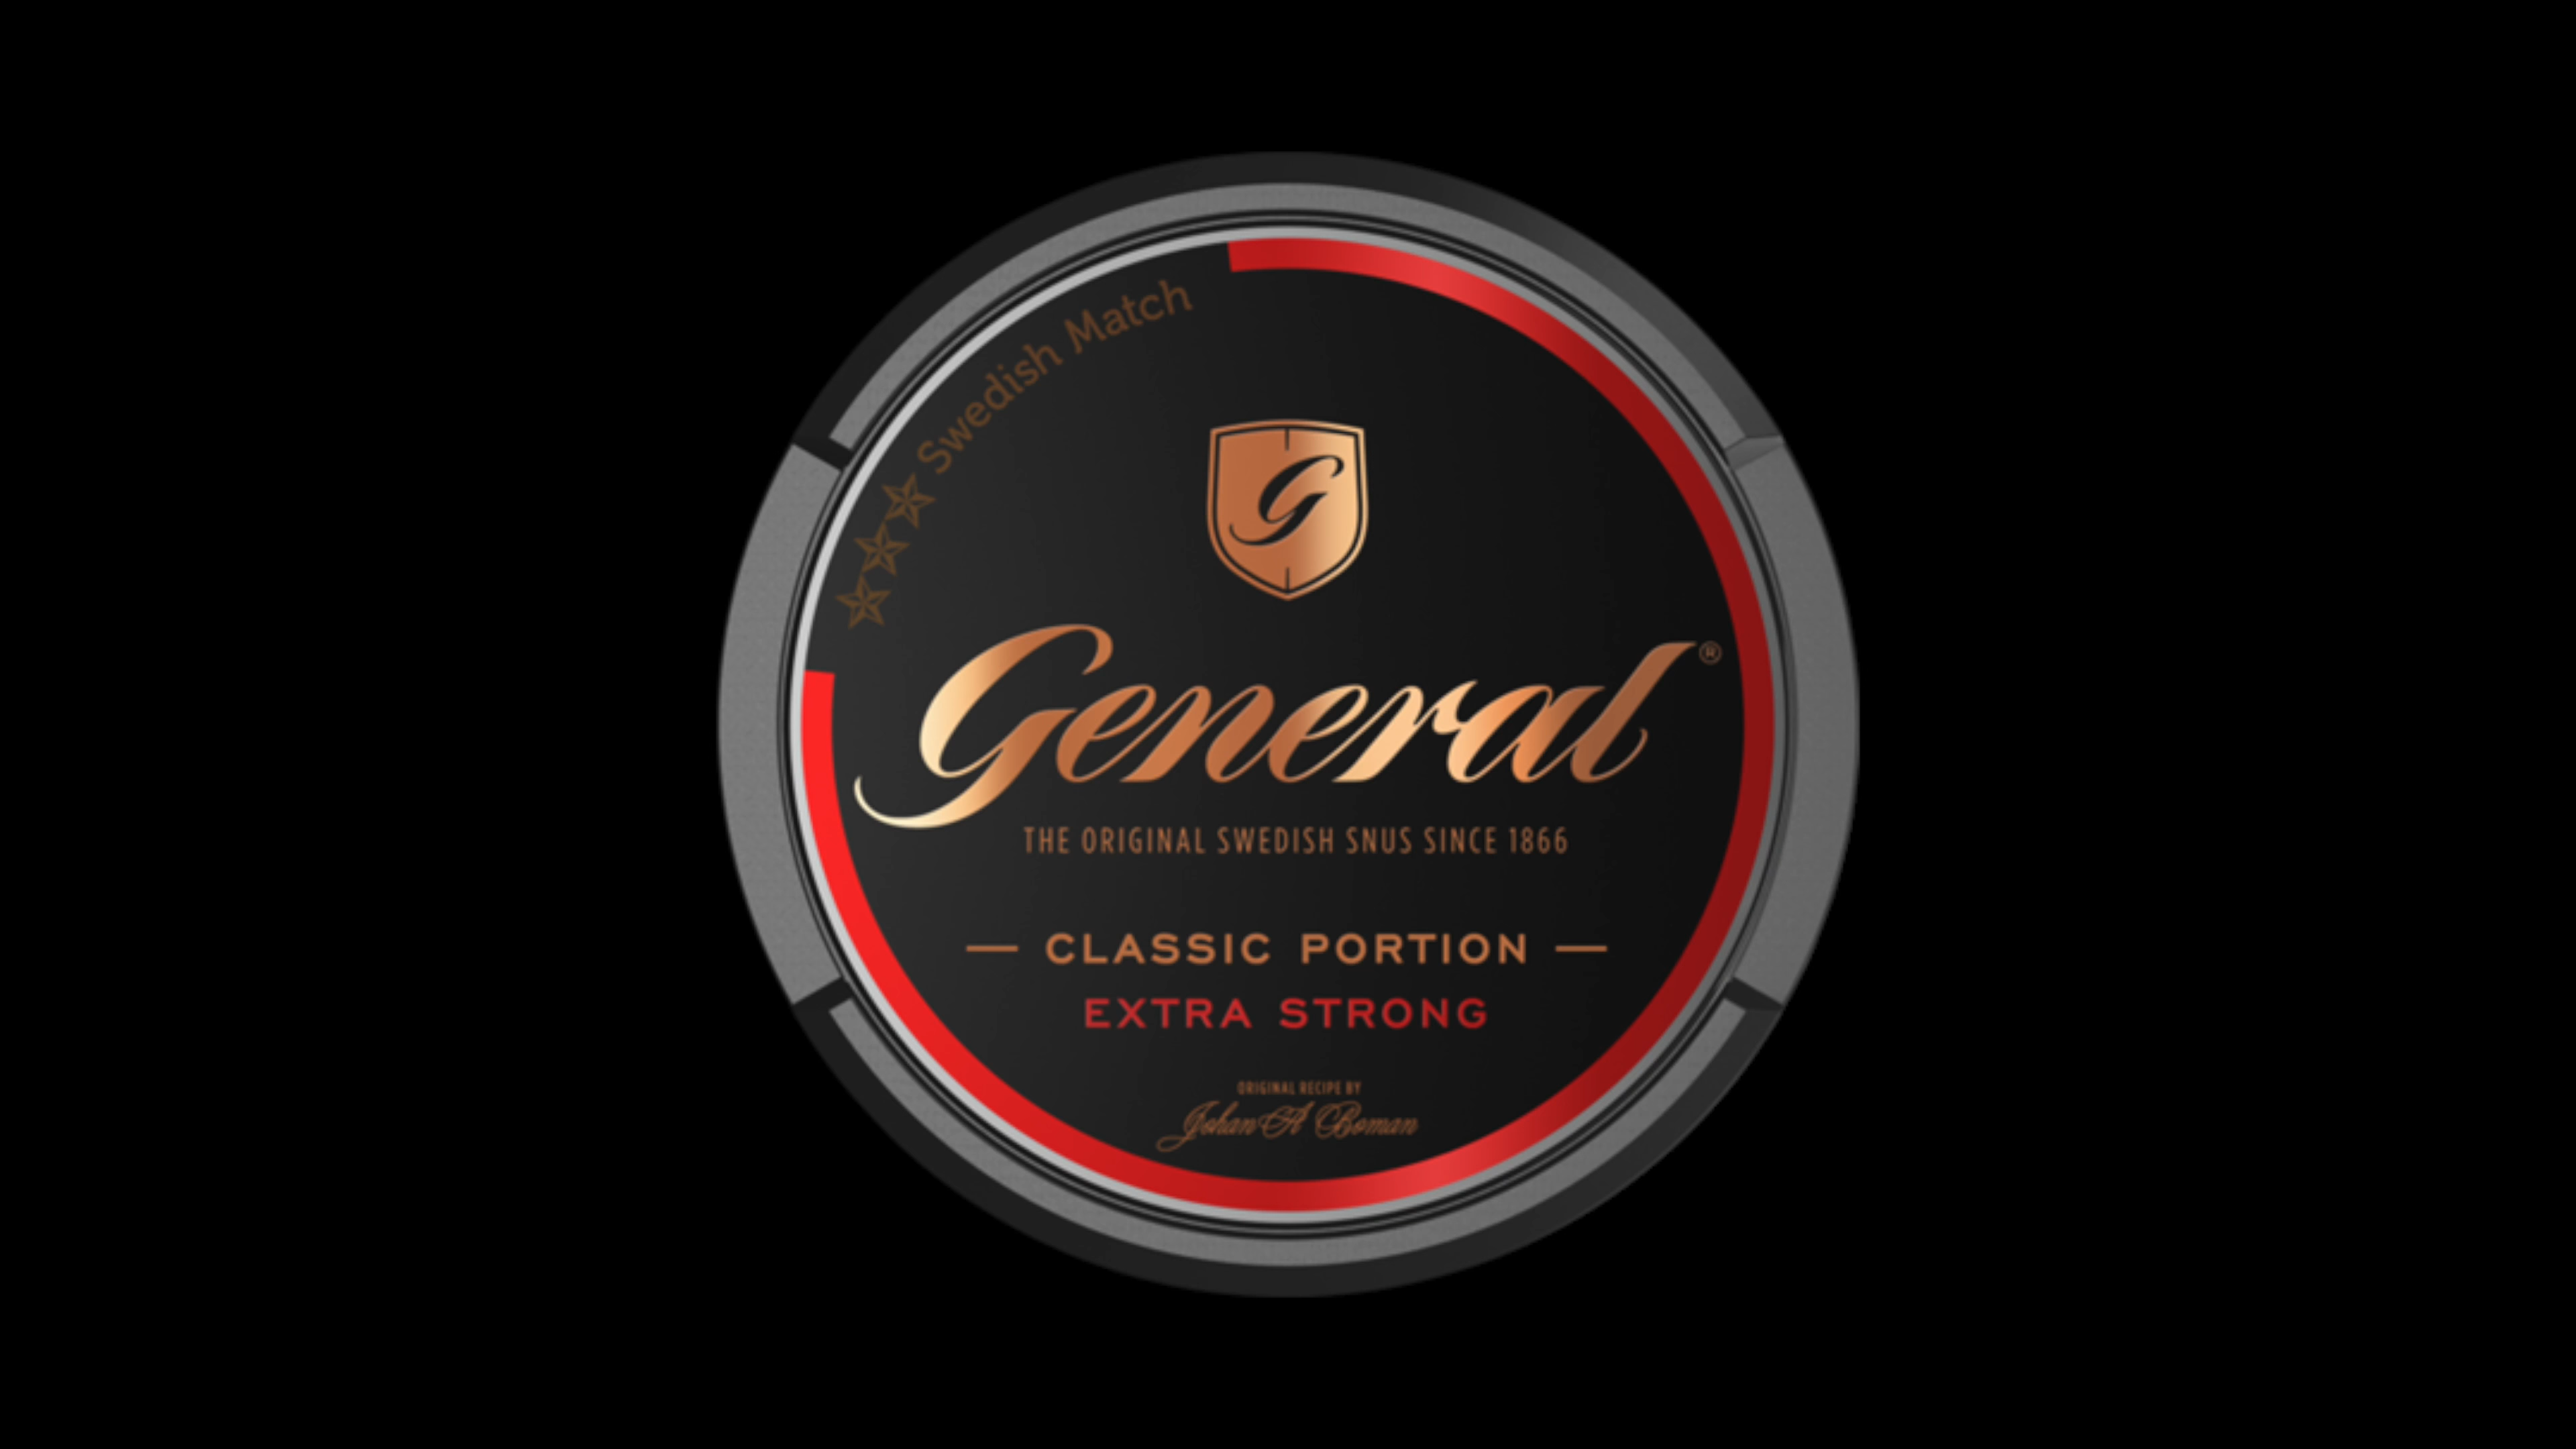 Swedish Match
G
General®
THE ORIGINAL SWEDISH SNUS SINCE 1866
— CLASSIC PORTION —
EXTRA STRONG
ORIGINAL RECIPE BY
Johan A Boman